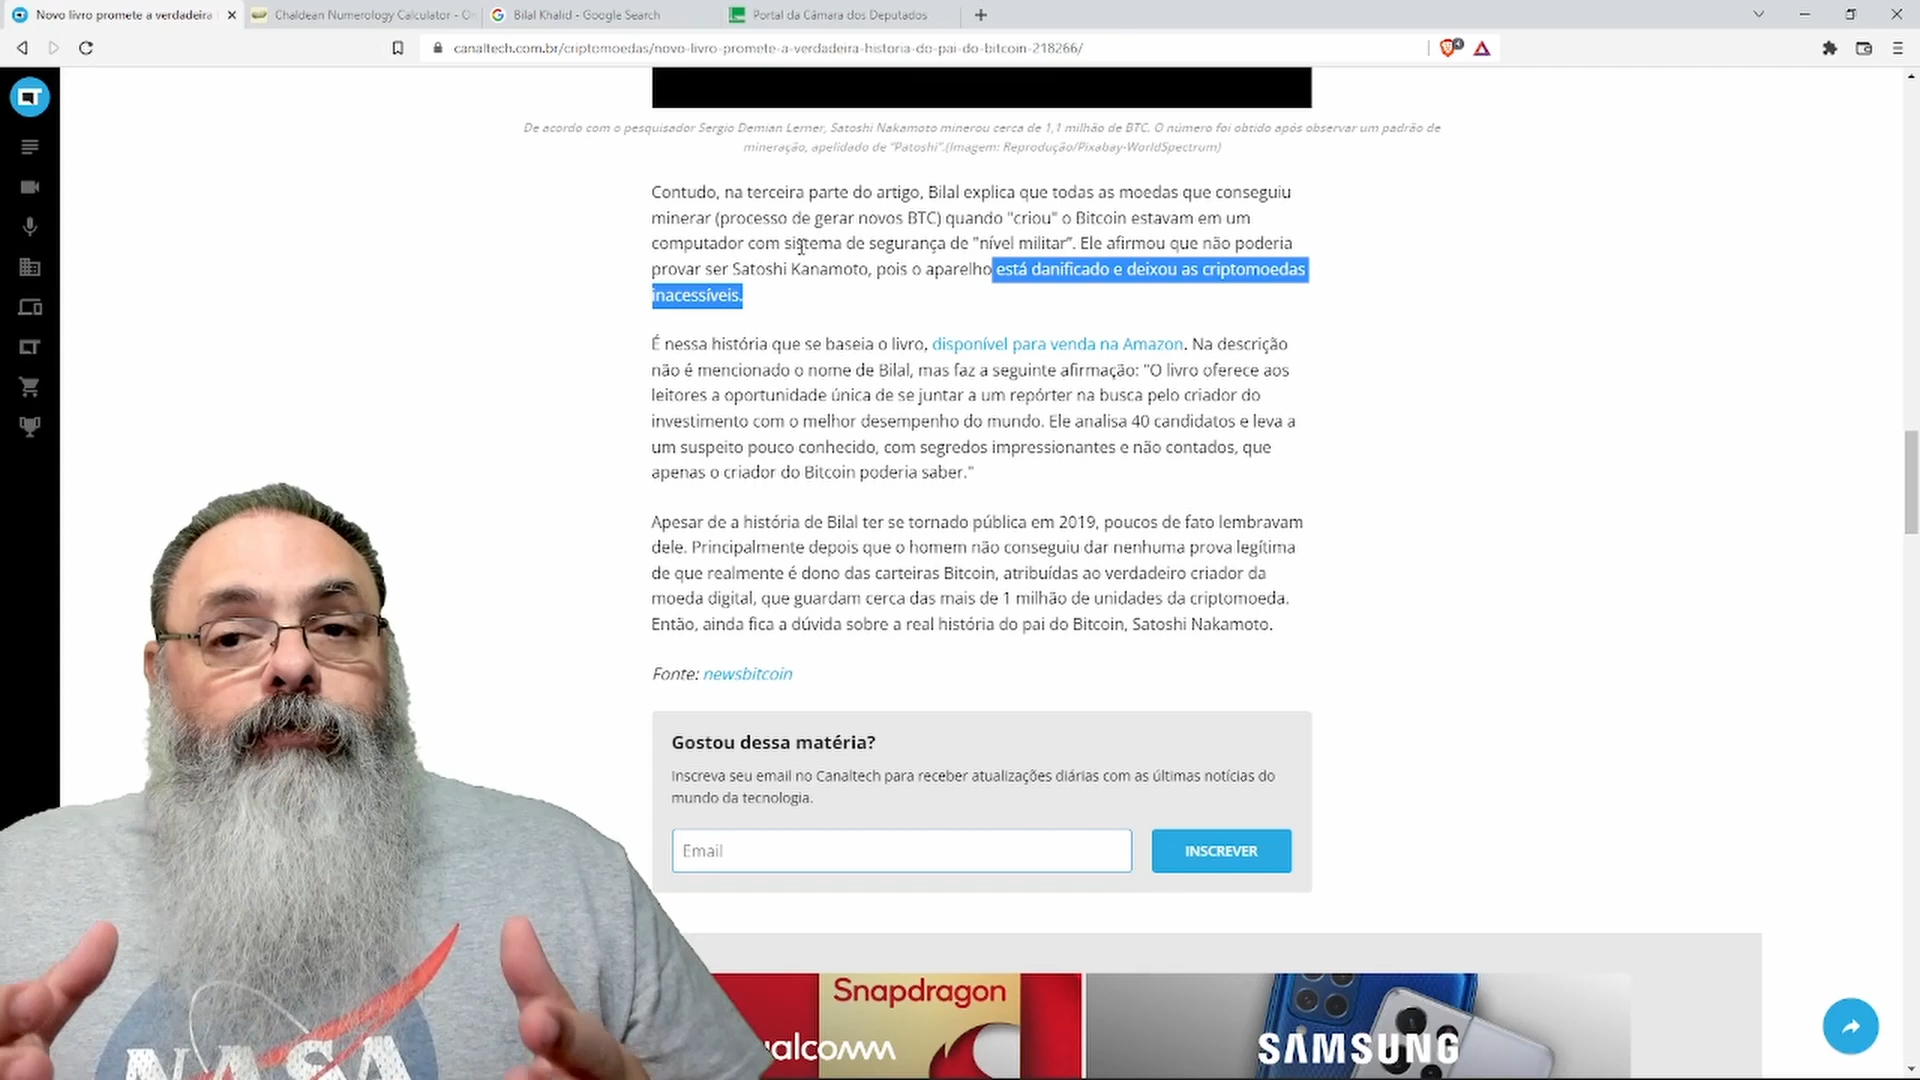 Novo livro promete a verdadeira
Chaldean Numerology Calculator - On
Bilal Khalid - Google Search
Portal da Câmara dos Deputados
canaltech.com.br/criptomoedas/novo-livro-promete-a-verdadeira-historia-do-pai-do-bitcoin-218266/
De acordo com o pesquisador Sergio Demian Lerner, Satoshi Nakamoto minerou cerca de 1,1 milhão de BTC. O número foi obtido após observar um padrão de
mineração, apelidado de "Patoshi".(Imagem: Reprodução/Pixabay-WorldSpectrum)
Contudo, na terceira parte do artigo, Bilal explica que todas as moedas que conseguiu
minerar (processo de gerar novos BTC) quando "criou" o Bitcoin estavam em um
computador com sistema de segurança de "nível militar". Ele afirmou que não poderia
provar ser Satoshi Kanamoto, pois o aparelho está danificado e deixou as criptomoedas
inacessíveis.
É nessa história que se baseia o livro, disponível para venda na Amazon. Na descrição
não é mencionado o nome de Bilal, mas faz a seguinte afirmação: "O livro oferece aos
leitores a oportunidade única de se juntar a um repórter na busca pelo criador do
investimento com o melhor desempenho do mundo. Ele analisa 40 candidatos e leva a
um suspeito pouco conhecido, com segredos impressionantes e não contados, que
apenas o criador do Bitcoin poderia saber."
Apesar de a história de Bilal ter se tornado pública em 2019, poucos de fato lembravam
dele. Principalmente depois que o homem não conseguiu dar nenhuma prova legítima
de que realmente é dono das carteiras Bitcoin, atribuídas ao verdadeiro criador da
moeda digital, que guardam cerca das mais de 1 milhão de unidades da criptomoeda.
Então, ainda fica a dúvida sobre a real história do pai do Bitcoin, Satoshi Nakamoto.
Fonte: newsbitcoin
Gostou dessa matéria?
Inscreva seu email no Canaltech para receber atualizações diárias com as últimas notícias do
mundo da tecnologia.
Email
INSCREVER
Snapdragon
alcomm
SAMSUNG
NASA